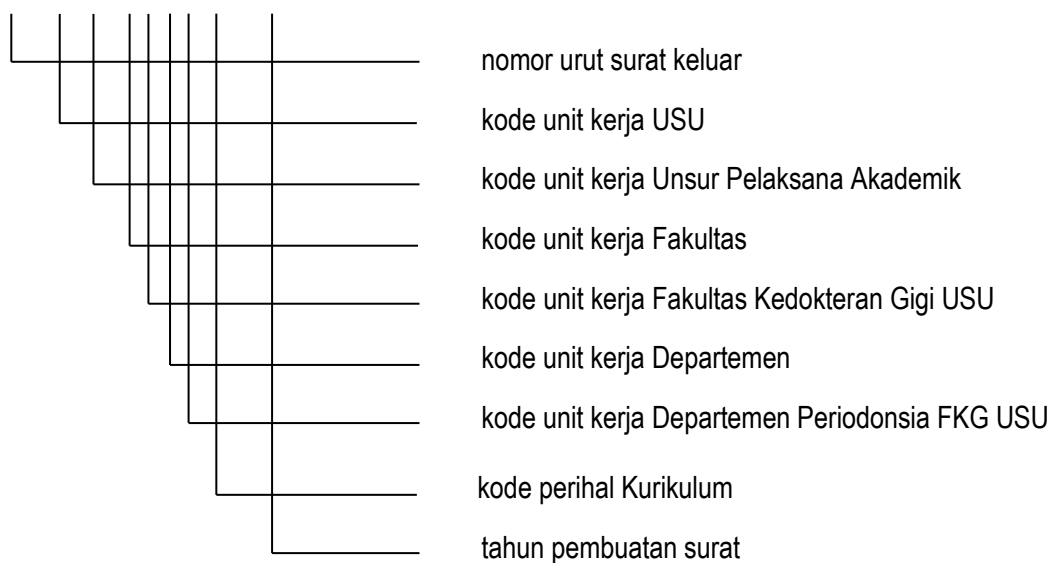 nomor urut surat keluar
kode unit kerja USU
kode unit kerja Unsur Pelaksana Akademik
kode unit kerja Fakultas
kode unit kerja Fakultas Kedokteran Gigi USU
kode unit kerja Departemen
kode unit kerja Departemen Periodonsia FKG USU
kode perihal Kurikulum
tahun pembuatan surat